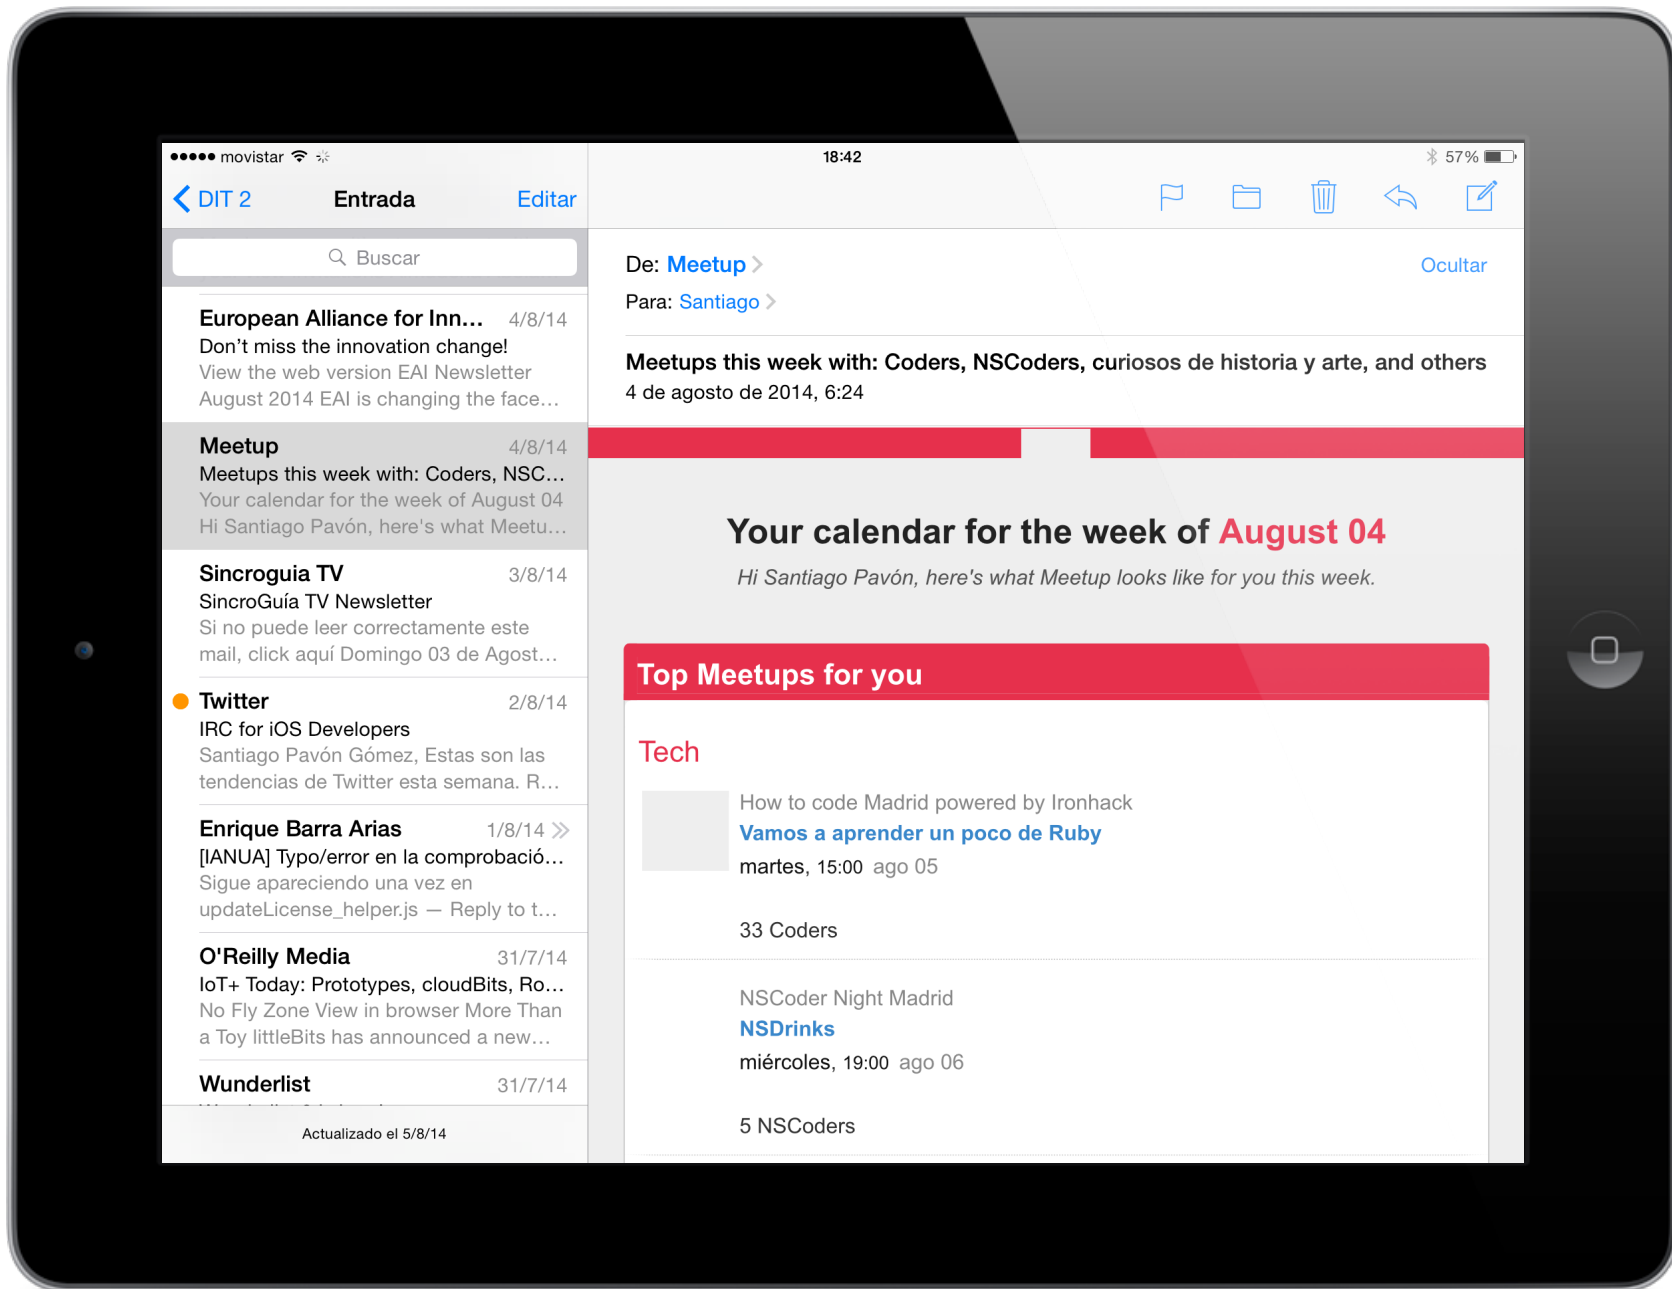 movistar
18:42
57%
DIT 2
Entrada
Editar
Buscar
European Alliance for Inn...
4/8/14
Don't miss the innovation change!
View the web version EAI Newsletter
August 2014 EAI is changing the face...
Meetup
4/8/14
Meetups this week with: Coders, NSC...
Your calendar for the week of August 04
Hi Santiago Pavón, here's what Meetu...
Sincroguia TV
3/8/14
SincroGuía TV Newsletter
Si no puede leer correctamente este
mail, click aquí Domingo 03 de Agost...
Twitter
2/8/14
IRC for iOS Developers
Santiago Pavón Gómez, Estas son las
tendencias de Twitter esta semana. R...
Enrique Barra Arias
1/8/14
[IANUA] Typo/error en la comprobació...
Sigue apareciendo una vez en
updateLicense_helper.js — Reply to t...
O'Reilly Media
31/7/14
IoT+ Today: Prototypes, cloudBits, Ro...
No Fly Zone View in browser More Than
a Toy littleBits has announced a new...
Wunderlist
31/7/14
Actualizado el 5/8/14
De: Meetup
Ocultar
Para: Santiago
Meetups this week with: Coders, NSCoders, curiosos de historia y arte, and others
4 de agosto de 2014, 6:24
Your calendar for the week of August 04
Hi Santiago Pavón, here's what Meetup looks like for you this week.
Top Meetups for you
Tech
How to code Madrid powered by Ironhack
Vamos a aprender un poco de Ruby
martes, 15:00 ago 05
33 Coders
NSCoder Night Madrid
NSDrinks
miércoles, 19:00 ago 06
5 NSCoders